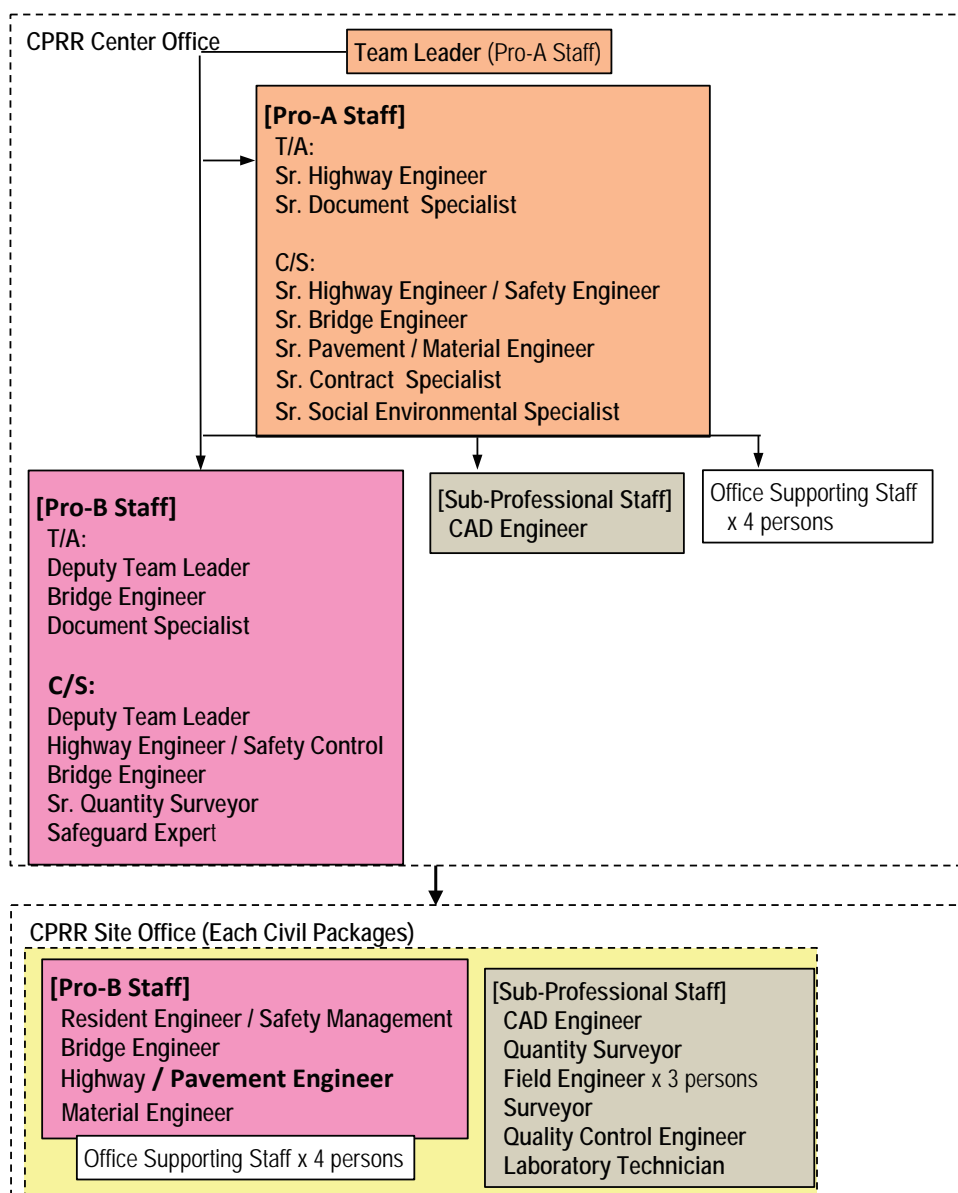 CPRR Center Office
Team Leader (Pro-A Staff)
[Pro-A Staff]
T/A:
Sr. Highway Engineer
Sr. Document Specialist
C/S:
Sr. Highway Engineer / Safety Engineer
Sr. Bridge Engineer
Sr. Pavement / Material Engineer
Sr. Contract Specialist
Sr. Social Environmental Specialist
[Pro-B Staff]
T/A:
Deputy Team Leader
Bridge Engineer
Document Specialist
C/S:
Deputy Team Leader
Highway Engineer / Safety Control
Bridge Engineer
Sr. Quantity Surveyor
Safeguard Expert
[Sub-Professional Staff]
CAD Engineer
Office Supporting Staff
x 4 persons
CPRR Site Office (Each Civil Packages)
[Pro-B Staff]
Resident Engineer / Safety Management
Bridge Engineer
Highway / Pavement Engineer
Material Engineer
Office Supporting Staff x 4 persons
[Sub-Professional Staff]
CAD Engineer
Quantity Surveyor
Field Engineer x 3 persons
Surveyor
Quality Control Engineer
Laboratory Technician